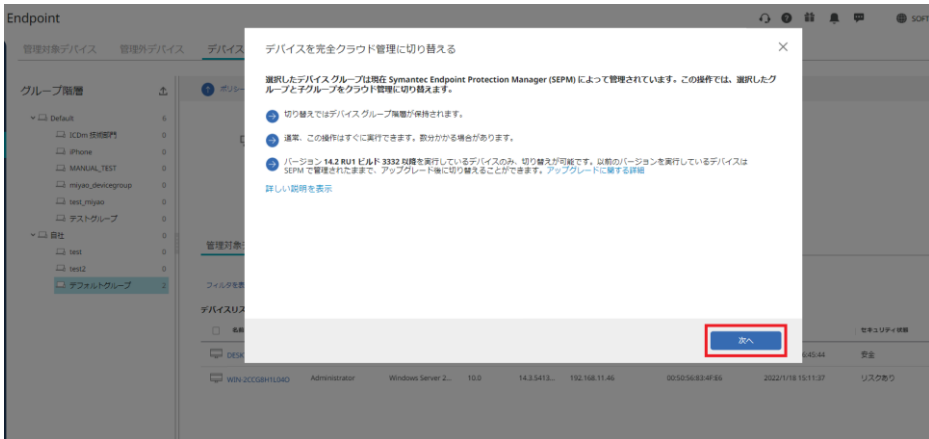 Endpoint
SOFT
管理対象デバイス 管理外デバイス デバイス
デバイスを完全クラウド管理に切り替える
選択したデバイス グループは現在 Symantec Endpoint Protection Manager (SEPM) によって管理されています。この操作では、選択したグ
ループと子グループをクラウド管理に切り替えます。
切り替えではデバイス グループ階層が保持されます。
通常、この操作はすぐに実行できます。数分かかる場合があります。
バージョン 14.2 RU1 ビルド 3332 以降を実行しているデバイスのみ、切り替えが可能です。以前のバージョンを実行しているデバイスは
SEPM で管理されたままで、アップグレード後に切り替えることができます。アップグレードに関する詳細
詳しい説明を表示
次へ
グループ階層
Default 6
ICDm 技術部門 0
iPhone 0
MANUAL_TEST 0
miyao_devicegroup 0
test_miyao 0
テストグループ 0
自社 0
test 0
test2 0
デフォルトグループ 2
ポリシー
管理対象
フィルタを表
デバイスリス
名前
セキュリティ状態
DESK
6:45:44 安全
WIN-2CCG8H1L04O Administrator Windows Server 2... 10.0 14.3.5413... 192.168.11.46 00:50:56:83:4F:E6 2022/1/18 15:11:37 リスクあり